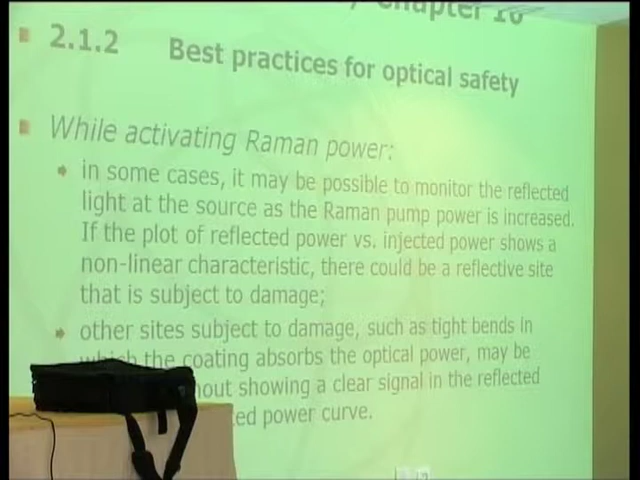 Chapter 10
2.1.2 Best practices for optical safety
While activating Raman power:
in some cases, it may be possible to monitor the reflected
light at the source as the Raman pump power is increased.
If the plot of reflected power vs. injected power shows a
non-linear characteristic, there could be a reflective site
that is subject to damage;
other sites subject to damage, such as tight bends in
which the coating absorbs the optical power, may be
showing a clear signal in the reflected
power curve.